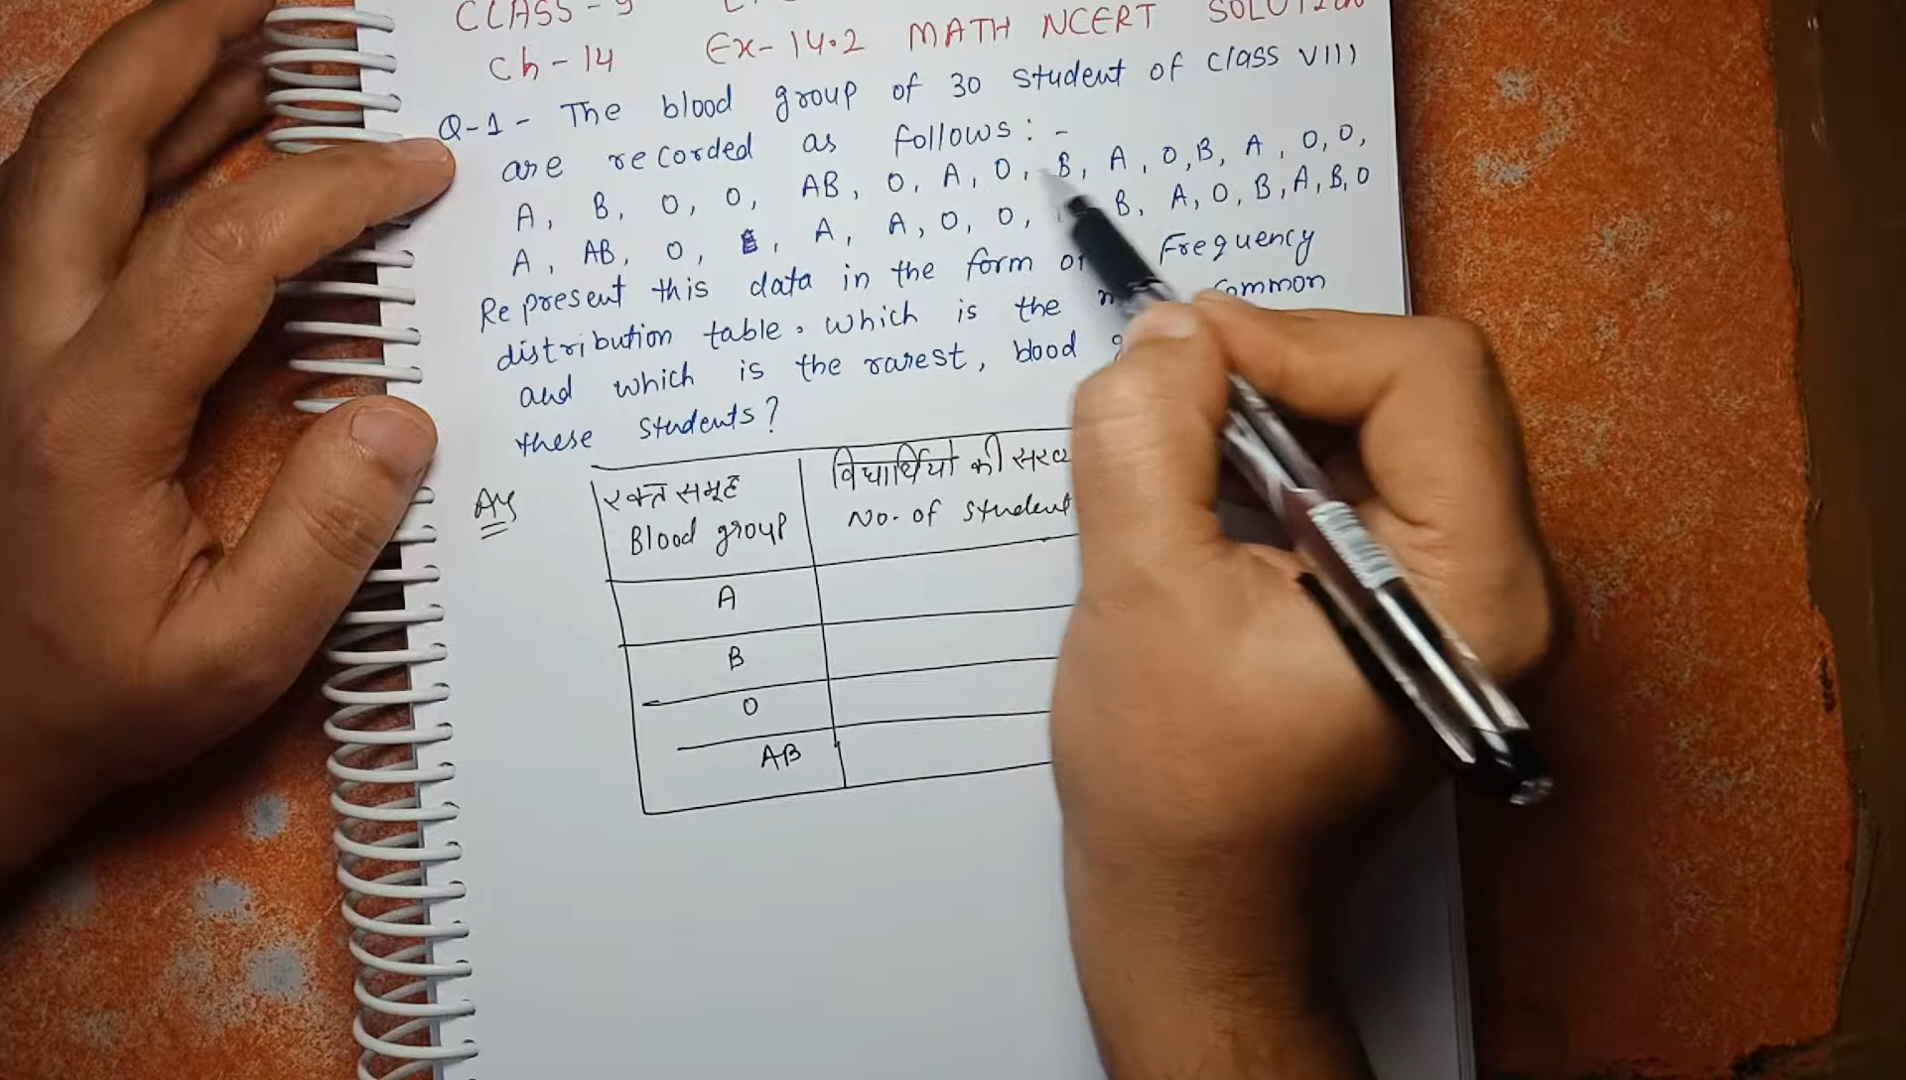 CLASS - 9
Ch - 14 Ex - 14.2 MATH NCERT SOLUTION
Q-1 - The blood group of 30 student of class VIII
are recorded as follows : -
A, B, O, O, AB, O, A, O, B, A, O, B, A, O, O,
A, AB, O, , A, A, O, O, B, A, O, B, A, B, O
Represent this data in the form Frequency
distribution table. which is the common
and which is the rarest, blood
these students?
Ans
रक्त समूह
Blood group
विधार्थियो की
No. of student
A
B
O
AB